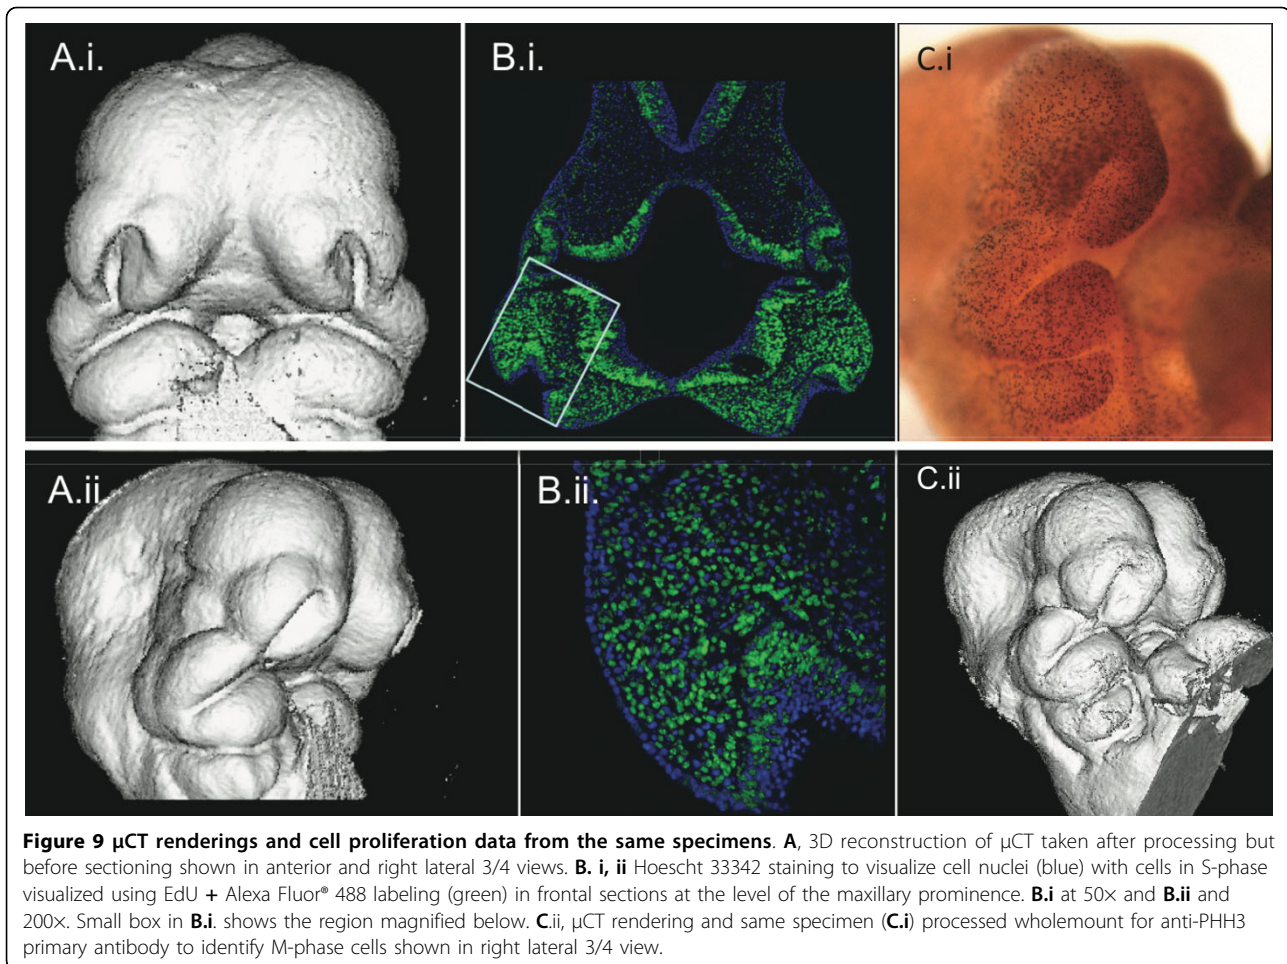 A.i.
B.i.
C.i
A.ii.
B.ii.
C.ii
Figure 9 μCT renderings and cell proliferation data from the same specimens. A, 3D reconstruction of μCT taken after processing but
before sectioning shown in anterior and right lateral 3/4 views. B. i, ii Hoescht 33342 staining to visualize cell nuclei (blue) with cells in S-phase
visualized using EdU + Alexa Fluor® 488 labeling (green) in frontal sections at the level of the maxillary prominence. B.i at 50× and B.ii and
200×. Small box in B.i. shows the region magnified below. C.ii, μCT rendering and same specimen (C.i) processed wholemount for anti-PHH3
primary antibody to identify M-phase cells shown in right lateral 3/4 view.